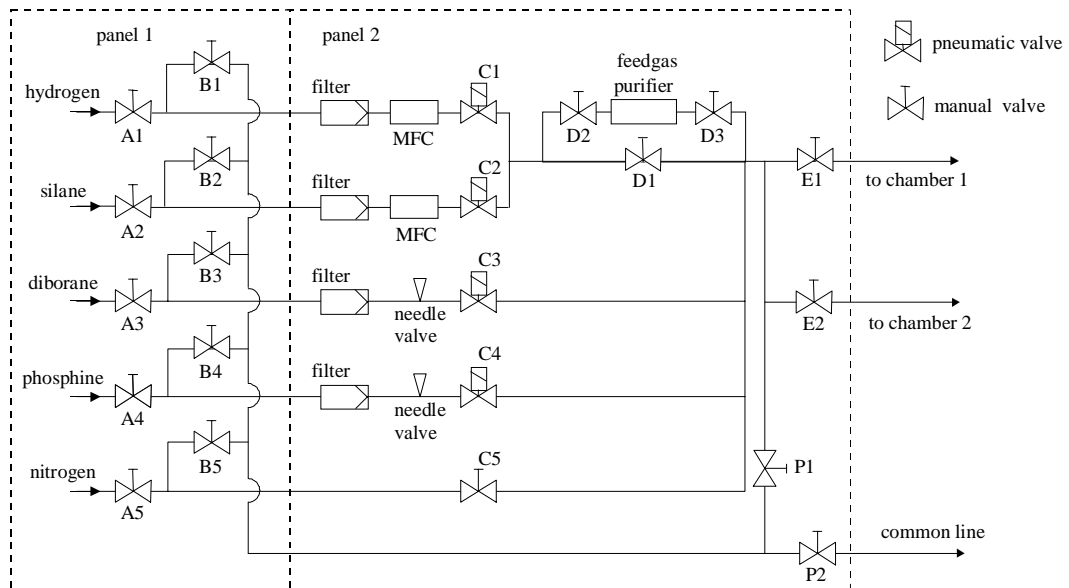 panel 1
panel 2
pneumatic valve
manual valve
hydrogen
A1
B1
filter
MFC
C1
feedgas
purifier
D2
D3
D1
E1
to chamber 1
silane
A2
B2
filter
MFC
C2
diborane
A3
B3
filter
needle
valve
C3
E2
to chamber 2
phosphine
A4
B4
filter
needle
valve
C4
nitrogen
A5
B5
C5
P1
P2
common line